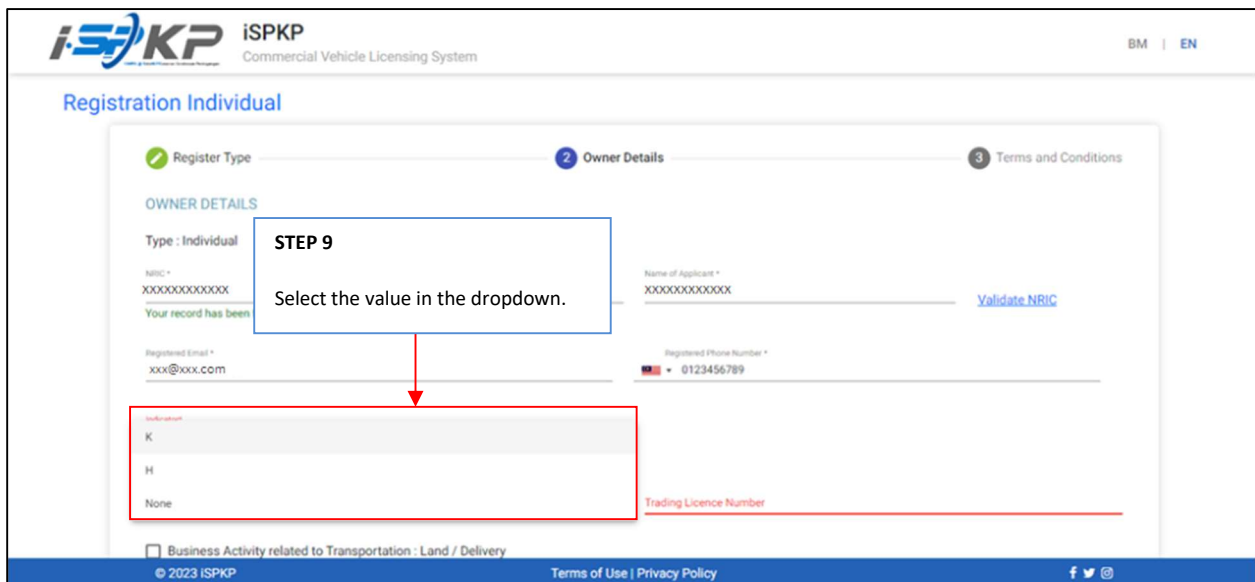 iSPKP
iSPKP
Commercial Vehicle Licensing System
BM | EN
Registration Individual
Register Type
2 Owner Details
3 Terms and Conditions
OWNER DETAILS
Type : Individual
STEP 9
Select the value in the dropdown.
NRIC *
XXXXXXXXXXXX
Your record has been
Name of Applicant *
XXXXXXXXXXXX
Validate NRIC
Registered Email *
xxx@xxx.com
Registered Phone Number *
0123456789
Indicator*
K
H
None
Trading Licence Number
Business Activity related to Transportation : Land / Delivery
© 2023 iSPKP
Terms of Use | Privacy Policy